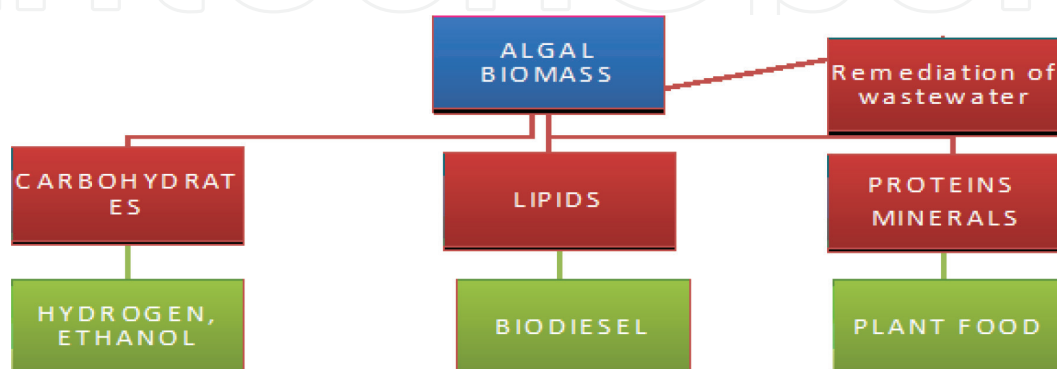 ALGAL
BIOMASS
Remediation of
wastewater
CARBOHYDRAT
ES
LIPIDS
PROTEINS
MINERALS
HYDROGEN,
ETHANOL
BIODIESEL
PLANT FOOD